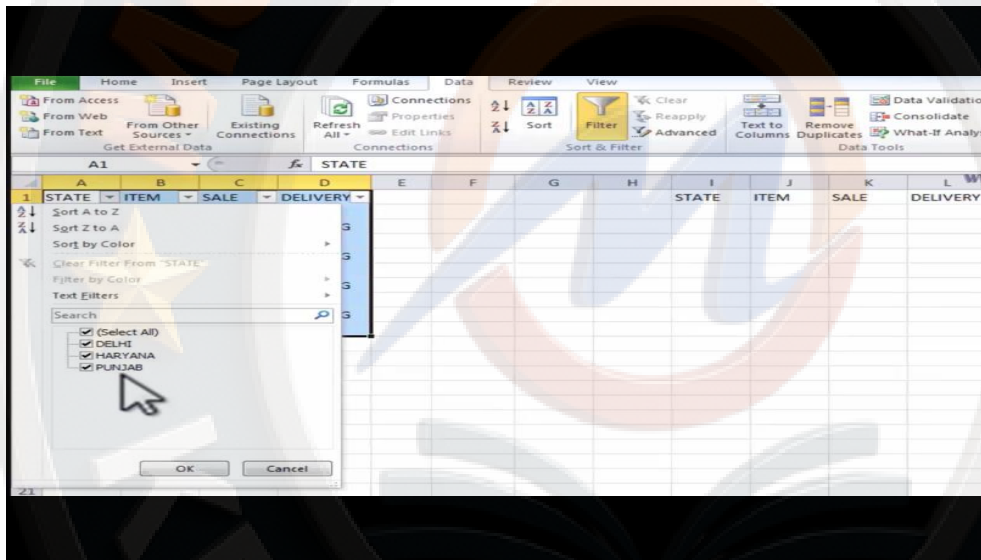 File Home Insert Page Layout Formulas Data Review View
From Access
From Web
From Text
From Other Sources
Existing Connections
Get External Data
Refresh All
Connections
Properties
Edit Links
Connections
Sort
Filter
Clear
Reapply
Advanced
Sort & Filter
Text to Columns
Remove Duplicates
Data Validatio
Consolidate
What-If Analy
Data Tools
A1 fx STATE
A B C D E F G H I J K L
1 STATE ITEM SALE DELIVERY STATE ITEM SALE DELIVERY
Sort A to Z
Sort Z to A
Sort by Color
Clear Filter From "STATE"
Filter by Color
Text Filters
Search
(Select All)
DELHI
HARYANA
PUNJAB
OK Cancel
G
G
G
G
21